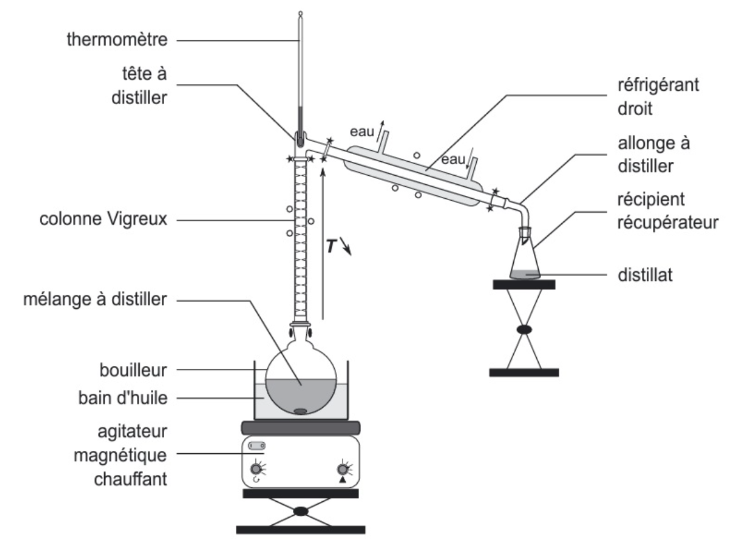 thermomètre
tête à
distiller
eau
eau
réfrigérant
droit
allonge à
distiller
récipient
récupérateur
colonne Vigreux
T
distillat
mélange à distiller
bouilleur
bain d'huile
agitateur
magnétique
chauffant